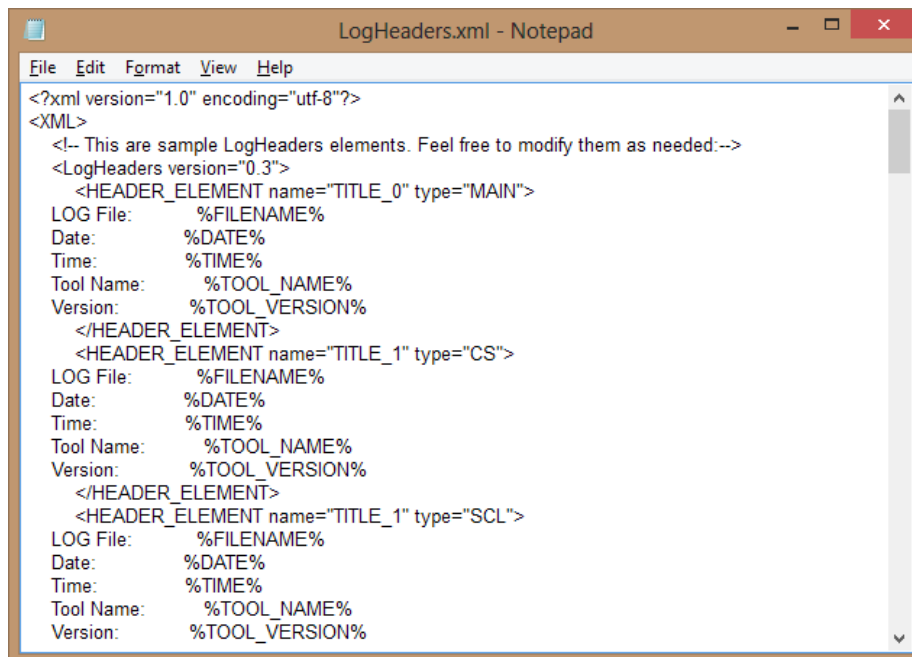 LogHeaders.xml - Notepad
File Edit Format View Help
<?xml version="1.0" encoding="utf-8"?>
<XML>
<!-- This are sample LogHeaders elements. Feel free to modify them as needed:-->
<LogHeaders version="0.3">
<HEADER_ELEMENT name="TITLE_0" type="MAIN">
LOG File: %FILENAME%
Date: %DATE%
Time: %TIME%
Tool Name: %TOOL_NAME%
Version: %TOOL_VERSION%
</HEADER_ELEMENT>
<HEADER_ELEMENT name="TITLE_1" type="CS">
LOG File: %FILENAME%
Date: %DATE%
Time: %TIME%
Tool Name: %TOOL_NAME%
Version: %TOOL_VERSION%
</HEADER_ELEMENT>
<HEADER_ELEMENT name="TITLE_1" type="SCL">
LOG File: %FILENAME%
Date: %DATE%
Time: %TIME%
Tool Name: %TOOL_NAME%
Version: %TOOL_VERSION%